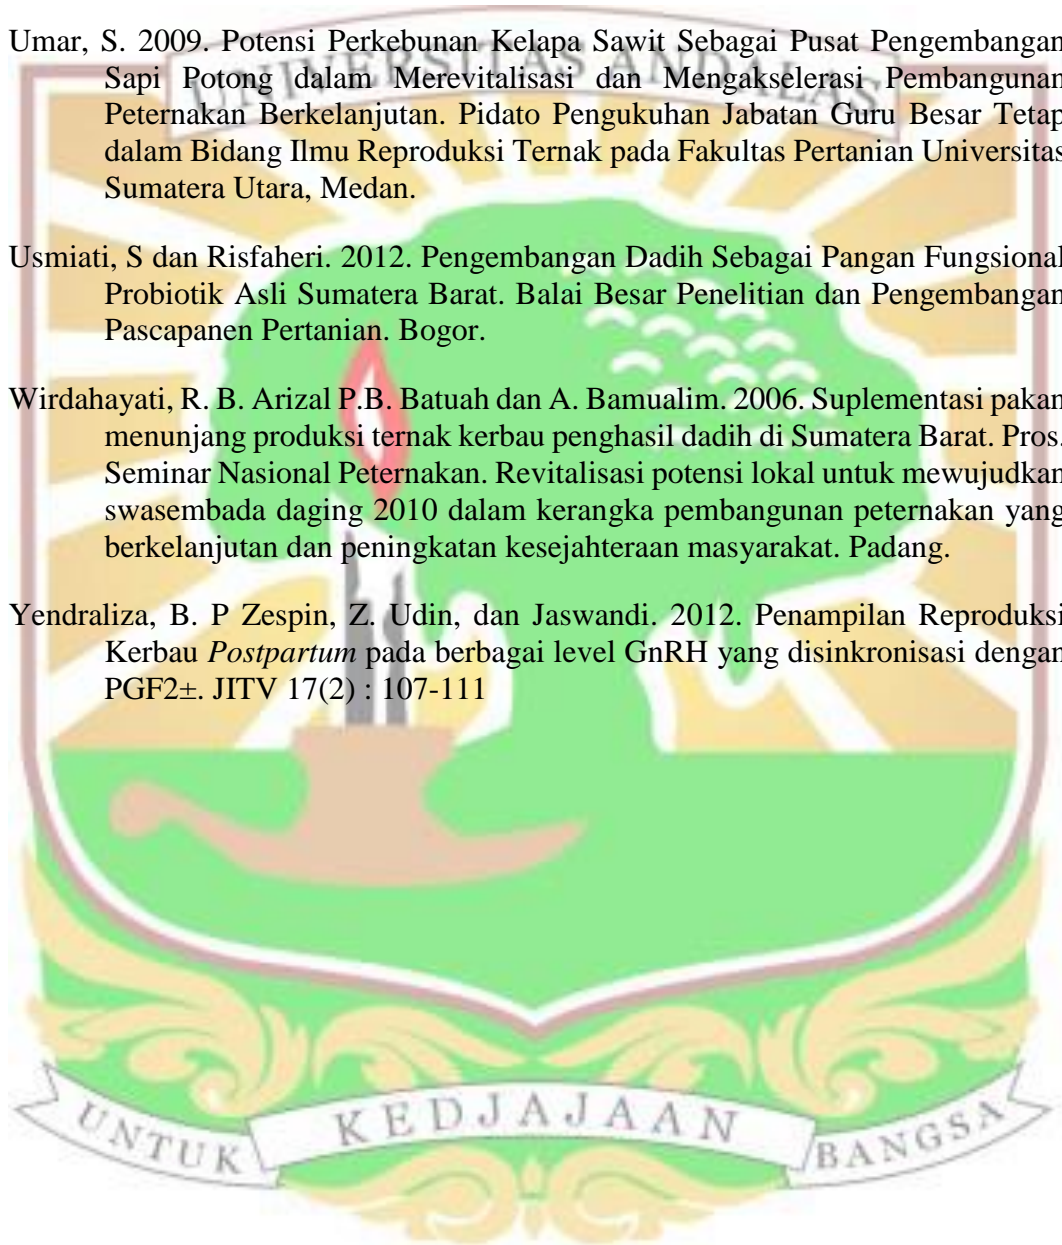 UNIVERSITAS ANDALAS
Umar, S. 2009. Potensi Perkebunan Kelapa Sawit Sebagai Pusat Pengembangan
Sapi Potong dalam Merevitalisasi dan Mengakselerasi Pembangunan
Peternakan Berkelanjutan. Pidato Pengukuhan Jabatan Guru Besar Tetap
dalam Bidang Ilmu Reproduksi Ternak pada Fakultas Pertanian Universitas
Sumatera Utara, Medan.
Usmiati, S dan Risfaheri. 2012. Pengembangan Dadih Sebagai Pangan Fungsional
Probiotik Asli Sumatera Barat. Balai Besar Penelitian dan Pengembangan
Pascapanen Pertanian. Bogor.
Wirdahayati, R. B. Arizal P.B. Batuah dan A. Bamualim. 2006. Suplementasi pakan
menunjang produksi ternak kerbau penghasil dadih di Sumatera Barat. Pros.
Seminar Nasional Peternakan. Revitalisasi potensi lokal untuk mewujudkan
swasembada daging 2010 dalam kerangka pembangunan peternakan yang
berkelanjutan dan peningkatan kesejahteraan masyarakat. Padang.
Yendraliza, B. P Zespin, Z. Udin, dan Jaswandi. 2012. Penampilan Reproduksi
Kerbau Postpartum pada berbagai level GnRH yang disinkronisasi dengan
PGF2±. JITV 17(2) : 107-111
UNTUK KEDJAJAAN BANGSA